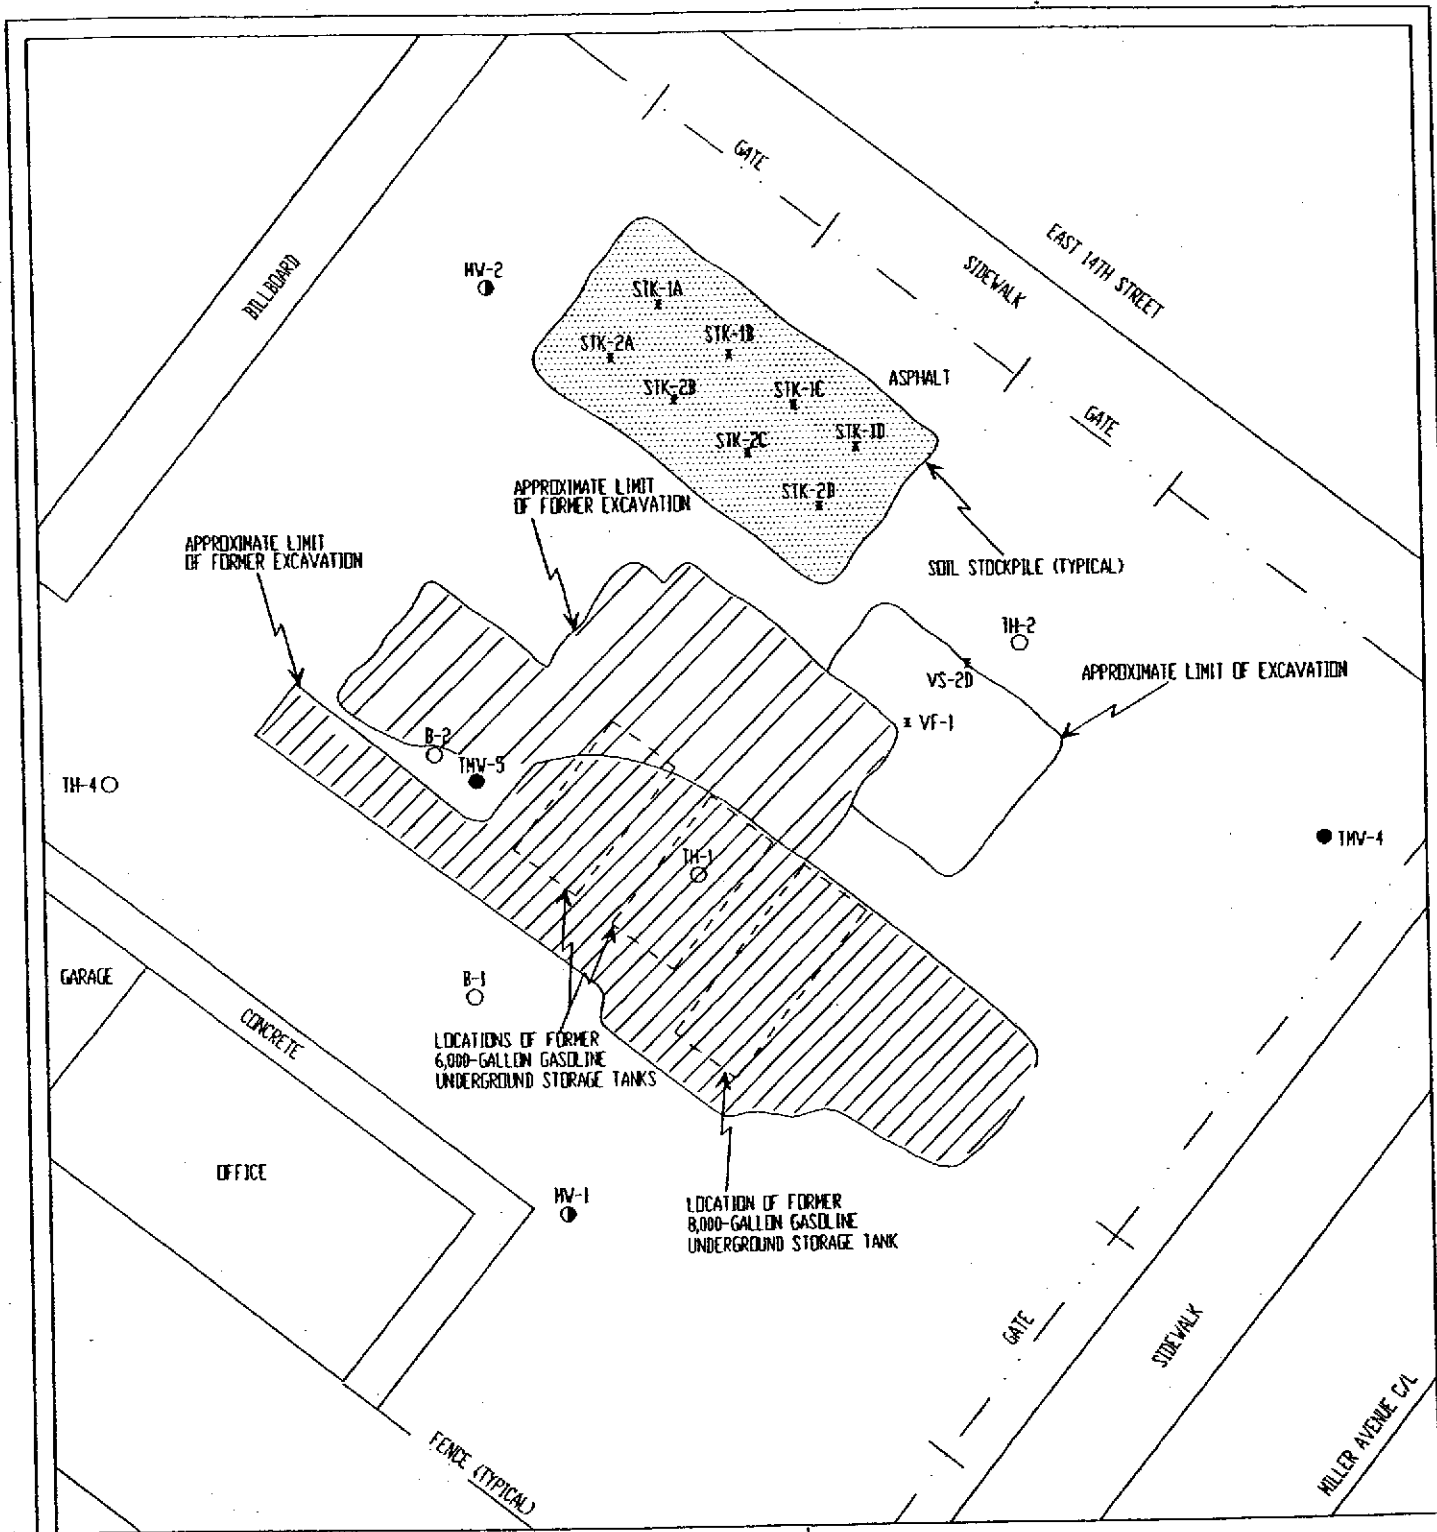 GATE
EAST 14TH STREET
SIDEWALK
BILLBOARD
MW-2
STK-1A
STK-1B
STK-2A
ASPHALT
STK-2B
STK-1C
GATE
STK-1D
STK-2C
STK-2D
APPROXIMATE LIMIT
OF FORMER EXCAVATION
APPROXIMATE LIMIT
OF FORMER EXCAVATION
SOIL STOCKPILE (TYPICAL)
TH-2
VS-2D
APPROXIMATE LIMIT OF EXCAVATION
VF-1
B-2
TMW-5
TH-4
TMW-4
TH-1
GARAGE
B-1
CONCRETE
LOCATIONS OF FORMER
6,000-GALLON GASOLINE
UNDERGROUND STORAGE TANKS
OFFICE
MW-1
LOCATION OF FORMER
8,000-GALLON GASOLINE
UNDERGROUND STORAGE TANK
GATE
SIDEWALK
MILLER AVENUE C/L
FENCE (TYPICAL)